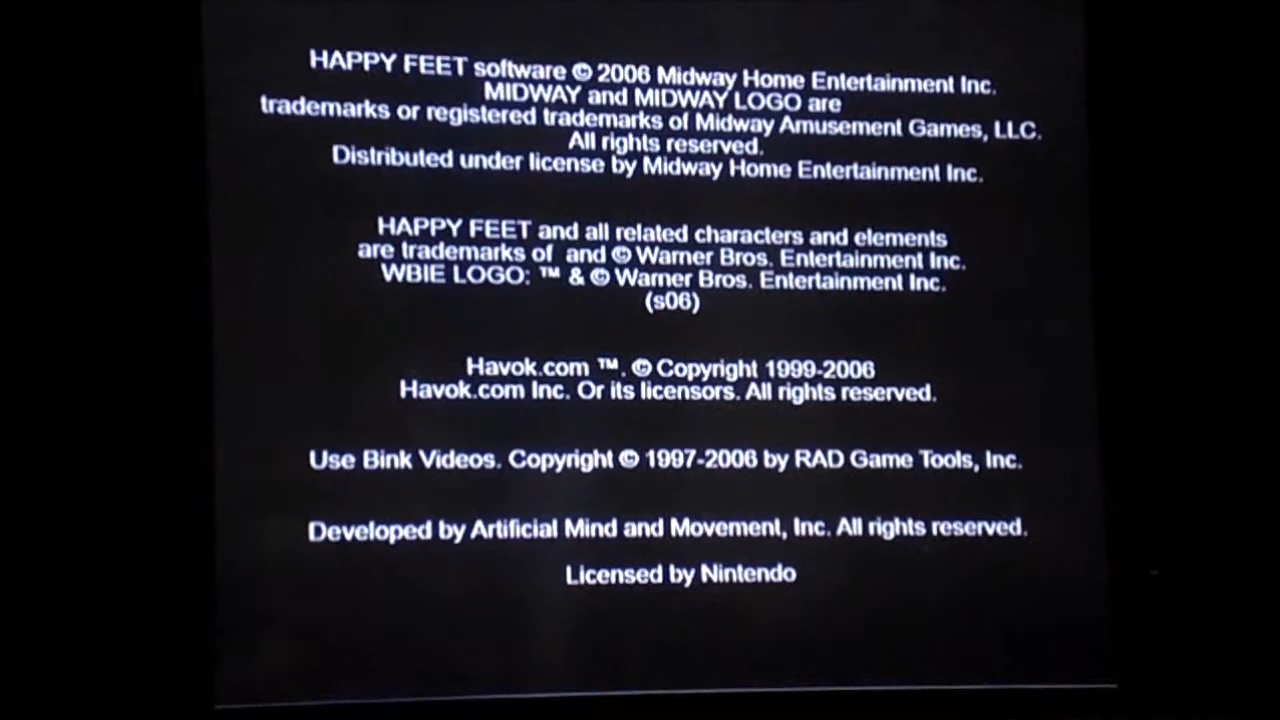 HAPPY FEET software © 2006 Midway Home Entertainment Inc.
MIDWAY and MIDWAY LOGO are
trademarks or registered trademarks of Midway Amusement Games, LLC.
All rights reserved.
Distributed under license by Midway Home Entertainment Inc.
HAPPY FEET and all related characters and elements
are trademarks of and © Warner Bros. Entertainment Inc.
WBIE LOGO: ™ & © Warner Bros. Entertainment Inc.
(s06)
Havok.com ™. © Copyright 1999-2006
Havok.com Inc. Or its licensors. All rights reserved.
Use Bink Videos. Copyright © 1997-2006 by RAD Game Tools, Inc.
Developed by Artificial Mind and Movement, Inc. All rights reserved.
Licensed by Nintendo